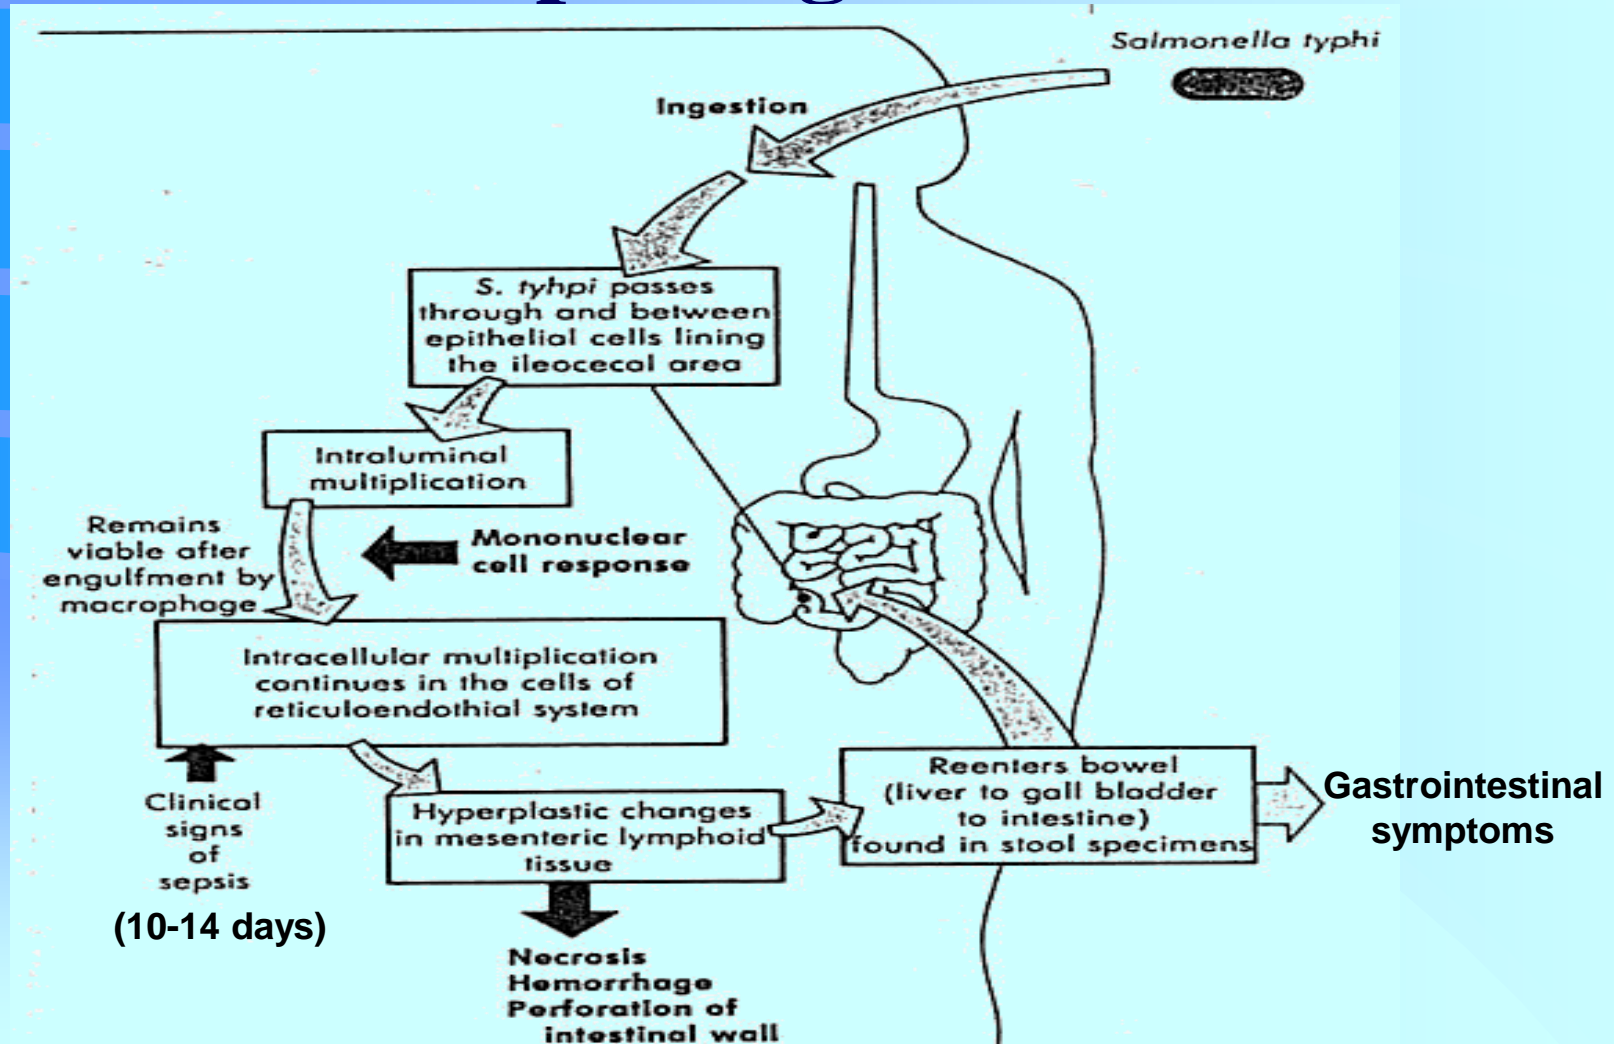 Salmonella typhi
Ingestion
S. tyhpi passes
through and between
epithelial cells lining
the ileocecal area
Intraluminal
multiplication
Remains
viable after
engulfment by
macrophage
Mononuclear
cell response
Intracellular multiplication
continues in the cells of
reticuloendothial system
Clinical
signs
of
sepsis
(10-14 days)
Hyperplastic changes
in mesenteric lymphoid
tissue
Reenters bowel
(liver to gall bladder
to intestine)
found in stool specimens
Gastrointestinal
symptoms
Necrosis
Hemorrhage
Perforation of
intestinal wall